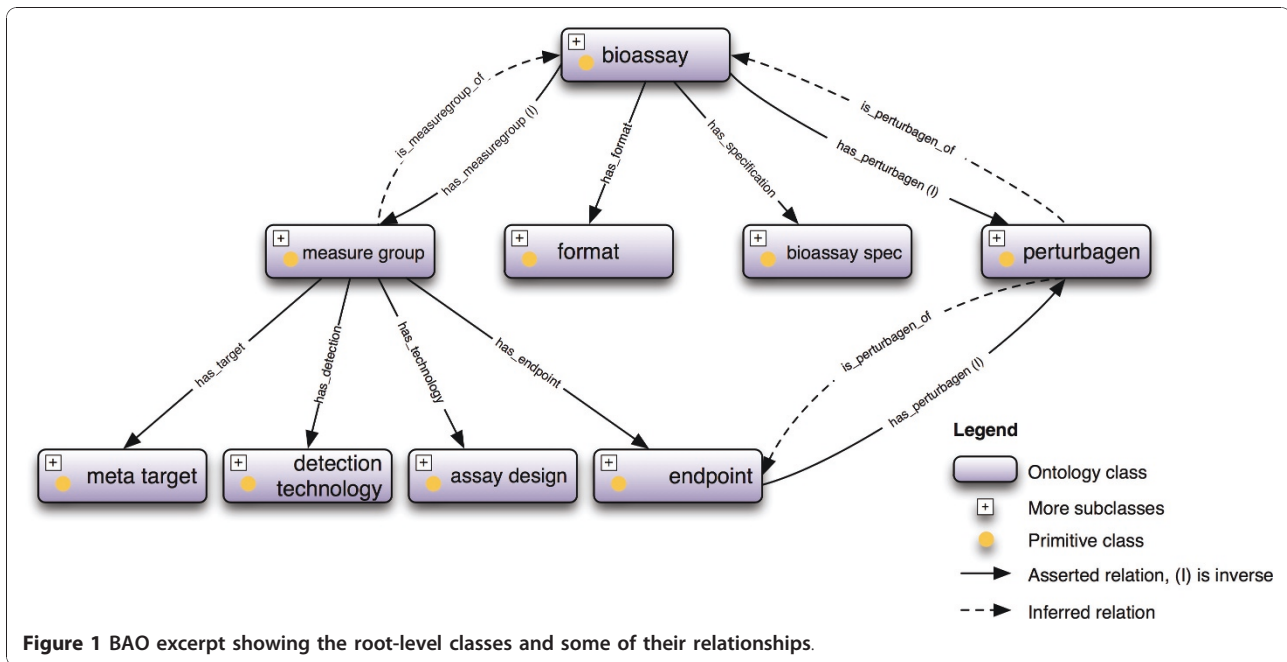 +
bioassay
is_measuregroup_of
has_measuregroup (I)
has_format
has_specification
has_perturbagen (I)
is_perturbagen_of
+
measure group
+
format
+
bioassay spec
+
perturbagen
has_target
has_detection
has_technology
has_endpoint
is_perturbagen_of
has_perturbagen (I)
+
meta target
+
detection
technology
+
assay design
+
endpoint
Legend
Ontology class
+
More subclasses
Primitive class
Asserted relation, (I) is inverse
Inferred relation
Figure 1 BAO excerpt showing the root-level classes and some of their relationships.